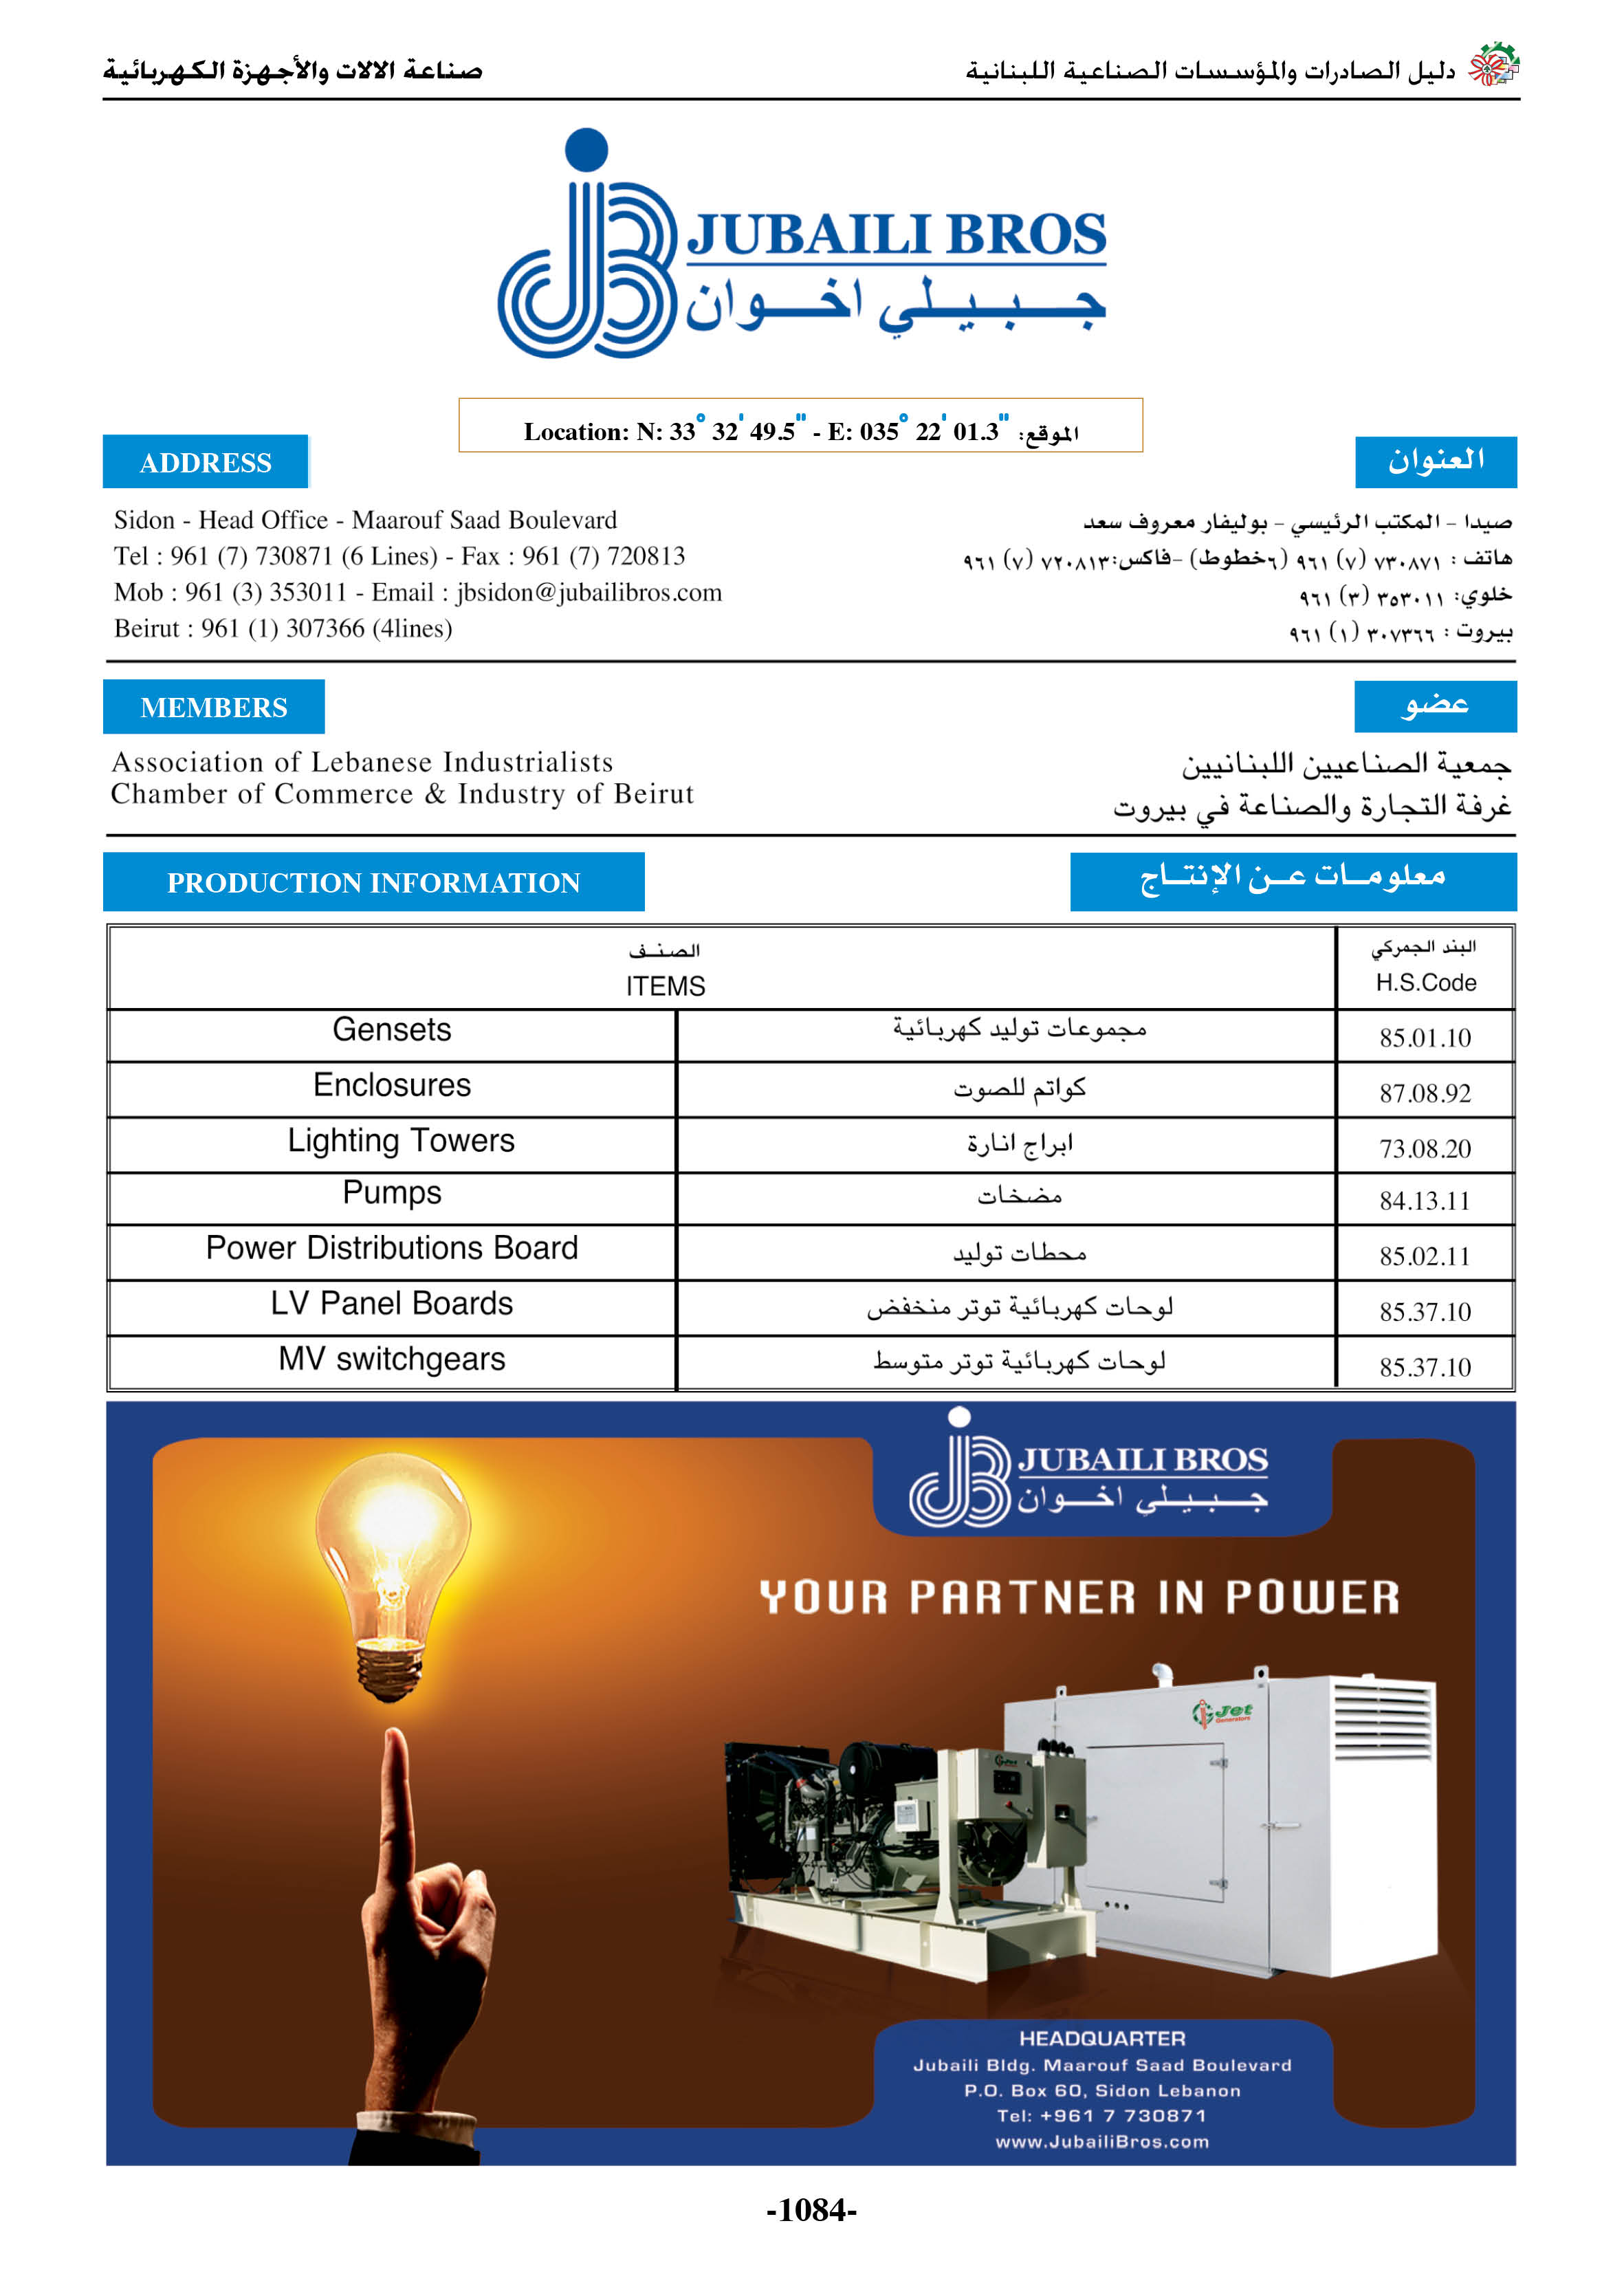 دليل الصادرات والمؤسسات الصناعية اللبنانية
صناعة الالات والأجهزة الكهربائية
JUBAILI BROS
جبيلي اخوان
Location: N: 33° 32' 49.5" - E: 035° 22' 01.3" الموقع:
ADDRESS
العنوان
Sidon - Head Office - Maarouf Saad Boulevard
Tel : 961 (7) 730871 (6 Lines) - Fax : 961 (7) 720813
Mob : 961 (3) 353011 - Email : jbsidon@jubailibros.com
Beirut : 961 (1) 307366 (4lines)
صيدا - المكتب الرئيسي - بوليفار معروف سعد
هاتف : ٧٣٠٨٧١ (٧) ٩٦١ (٦خطوط) -فاكس:٧٢٠٨١٣ (٧) ٩٦١
خلوي: ٣٥٣٠١١ (٣) ٩٦١
بيروت : ٣٠٧٣٦٦ (١) ٩٦١
MEMBERS
عضو
Association of Lebanese Industrialists
Chamber of Commerce & Industry of Beirut
جمعية الصناعيين اللبنانيين
غرفة التجارة والصناعة في بيروت
PRODUCTION INFORMATION
معلومات عن الإنتاج
الصنف
ITEMS
البند الجمركي
H.S.Code
Gensets مجموعات توليد كهربائية 85.01.10
Enclosures كواتم للصوت 87.08.92
Lighting Towers ابراج انارة 73.08.20
Pumps مضخات 84.13.11
Power Distributions Board محطات توليد 85.02.11
LV Panel Boards لوحات كهربائية توتر منخفض 85.37.10
MV switchgears لوحات كهربائية توتر متوسط 85.37.10
JUBAILI BROS
جبيلي اخوان
YOUR PARTNER IN POWER
Jet
Generators
HEADQUARTER
Jubaili Bldg. Maarouf Saad Boulevard
P.O. Box 60, Sidon Lebanon
Tel: +961 7 730871
www.JubailiBros.com
-1084-